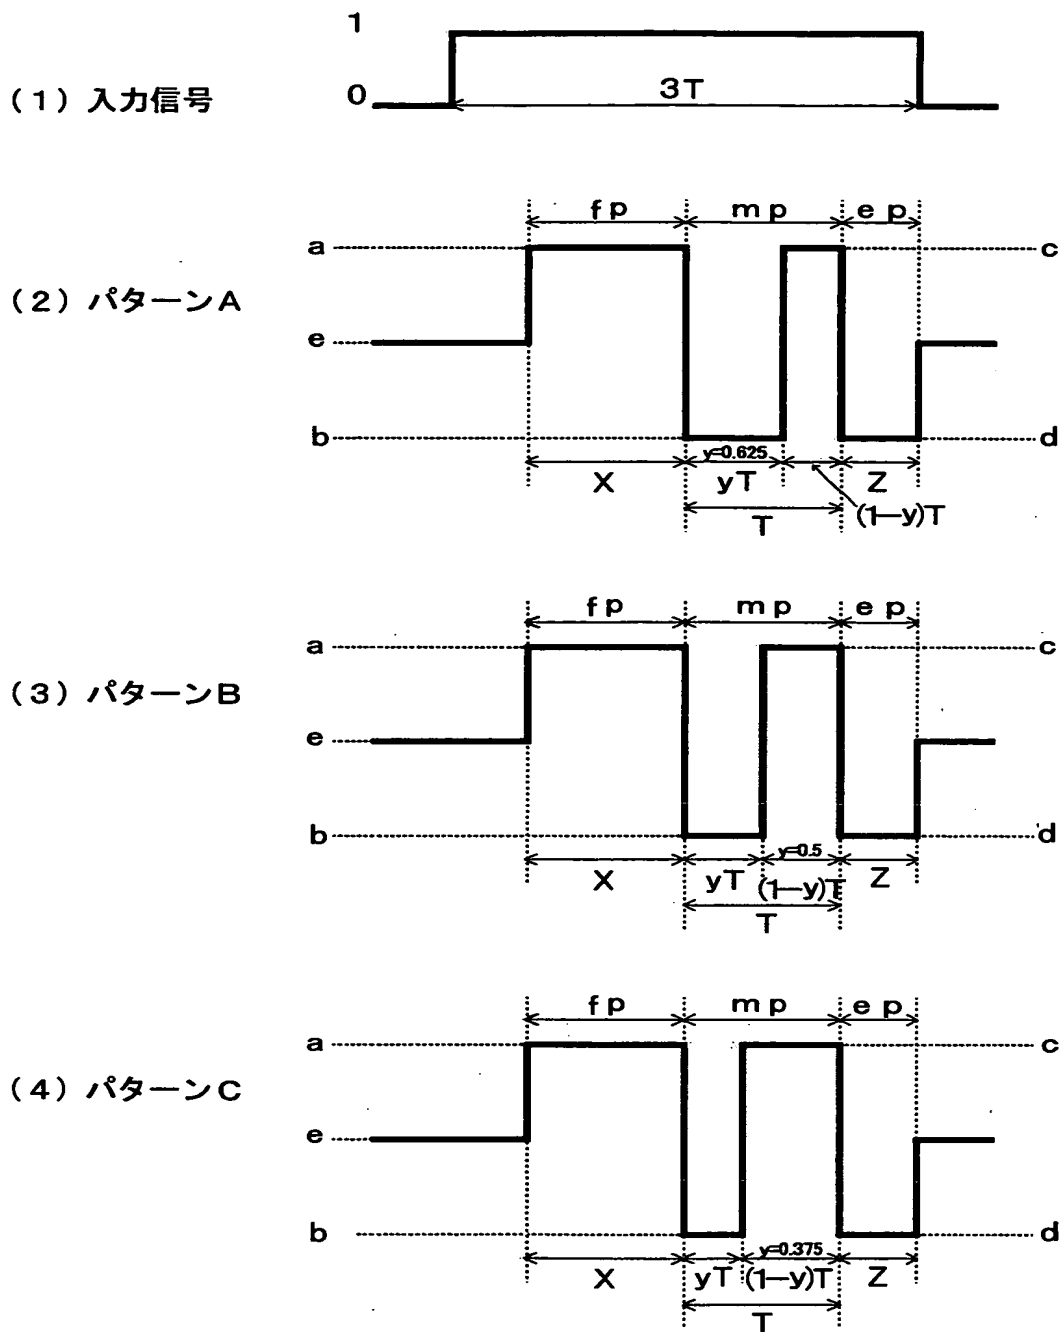 1
(1) 入力信号
0
3T
fp mp ep
a c
(2) パターンA
e
b d
y=0.625
X yT Z
(1—y)T
T
fp mp ep
a c
(3) パターンB
e
b d
y=0.5
X yT (1—y)T Z
T
fp mp ep
a c
(4) パターンC
e
b d
y=0.375
X yT (1—y)T Z
T